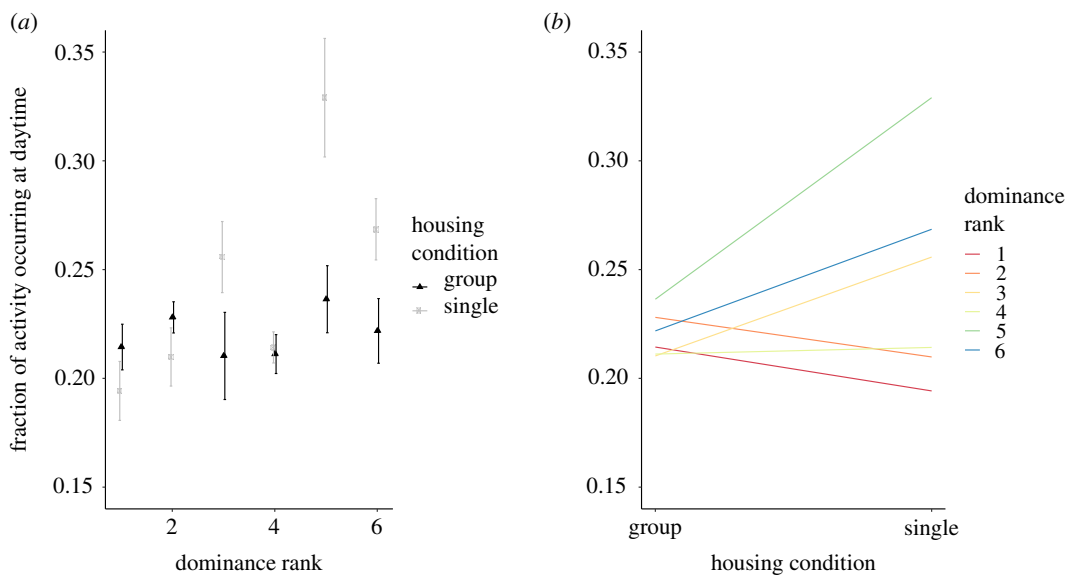 (a)
fraction of activity occurring at daytime
0.35
0.30
0.25
0.20
0.15
2 4 6
dominance rank
housing
condition
group
single
(b)
0.35
0.30
0.25
0.20
0.15
group single
housing condition
dominance
rank
1
2
3
4
5
6